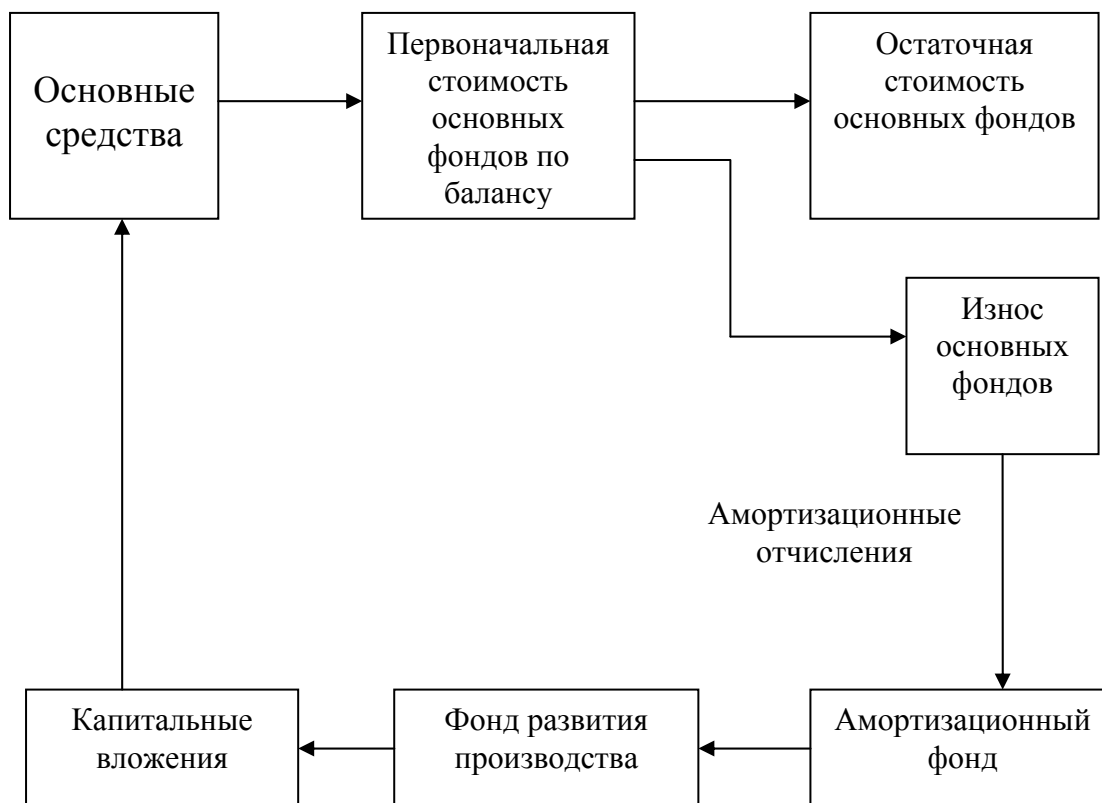 Основные
средства
Первоначальная
стоимость
основных
фондов по
балансу
Остаточная
стоимость
основных фондов
Износ
основных
фондов
Амортизационные
отчисления
Капитальные
вложения
Фонд развития
производства
Амортизационный
фонд